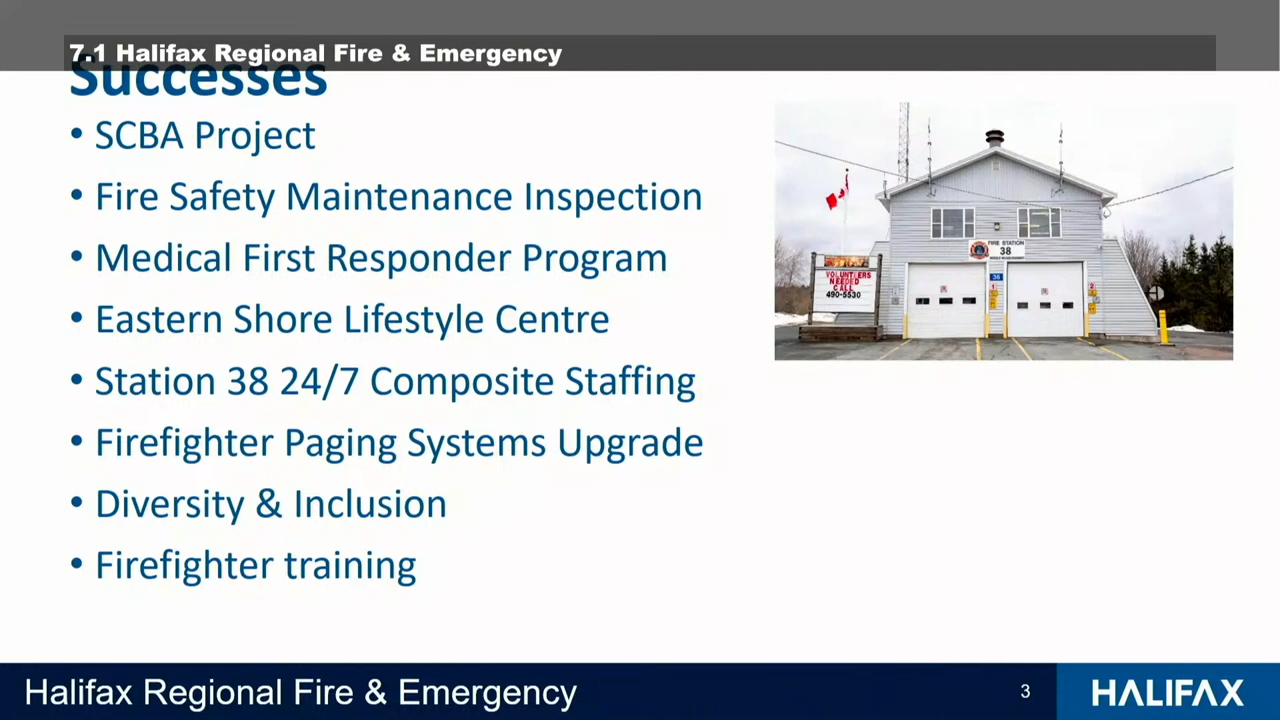 7.1 Halifax Regional Fire & Emergency
Successes
• SCBA Project
• Fire Safety Maintenance Inspection
• Medical First Responder Program
• Eastern Shore Lifestyle Centre
• Station 38 24/7 Composite Staffing
• Firefighter Paging Systems Upgrade
• Diversity & Inclusion
• Firefighter training
FIRE STATION
38
VOLUNTEERS
NEEDED
CALL
490-5530
Halifax Regional Fire & Emergency
3
HALIFAX